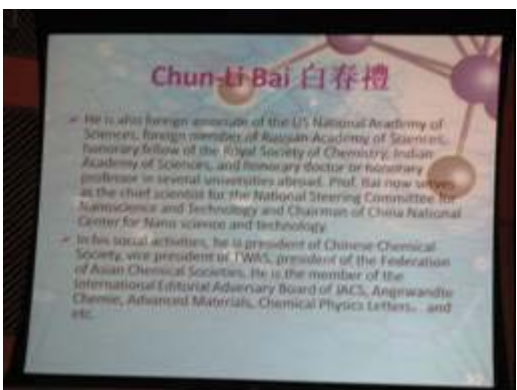 Chun-Li Bai 白春禮
He is also foreign associate of the US National Academy of
Sciences, foreign member of Russian Academy of Sciences,
honorary fellow of the Royal Society of Chemistry, Indian
Academy of Sciences, and honorary doctor or honorary
professor in several universities abroad. Prof. Bai now serves
as the chief scientist for the National Steering Committee for
Nanoscience and Technology and Chairman of China National
Center for Nano science and technology.
In his social activities, he is president of Chinese Chemical
Society, vice president of TWAS, president of the Federation
of Asian Chemical Societies. He is the member of the
International Editorial Adversary Board of JACS, Angewandte
Chemie, Advanced Materials, Chemical Physics Letters, and
etc.